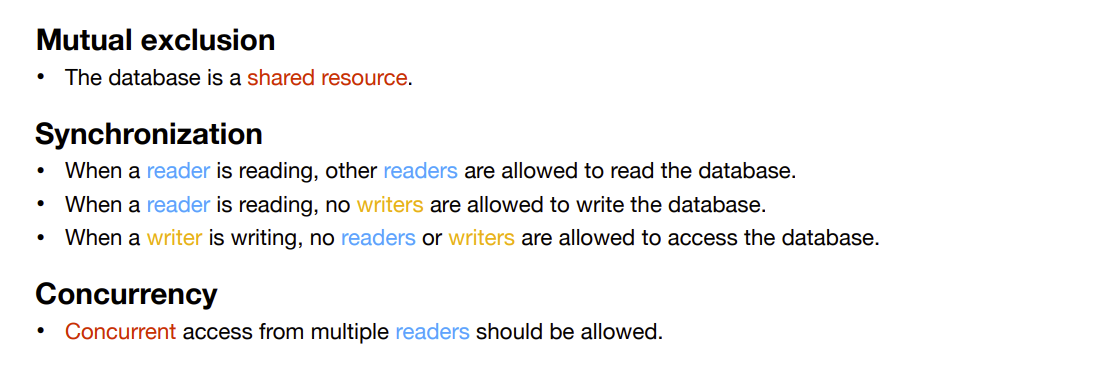 Mutual exclusion
• The database is a shared resource.
Synchronization
• When a reader is reading, other readers are allowed to read the database.
• When a reader is reading, no writers are allowed to write the database.
• When a writer is writing, no readers or writers are allowed to access the database.
Concurrency
• Concurrent access from multiple readers should be allowed.